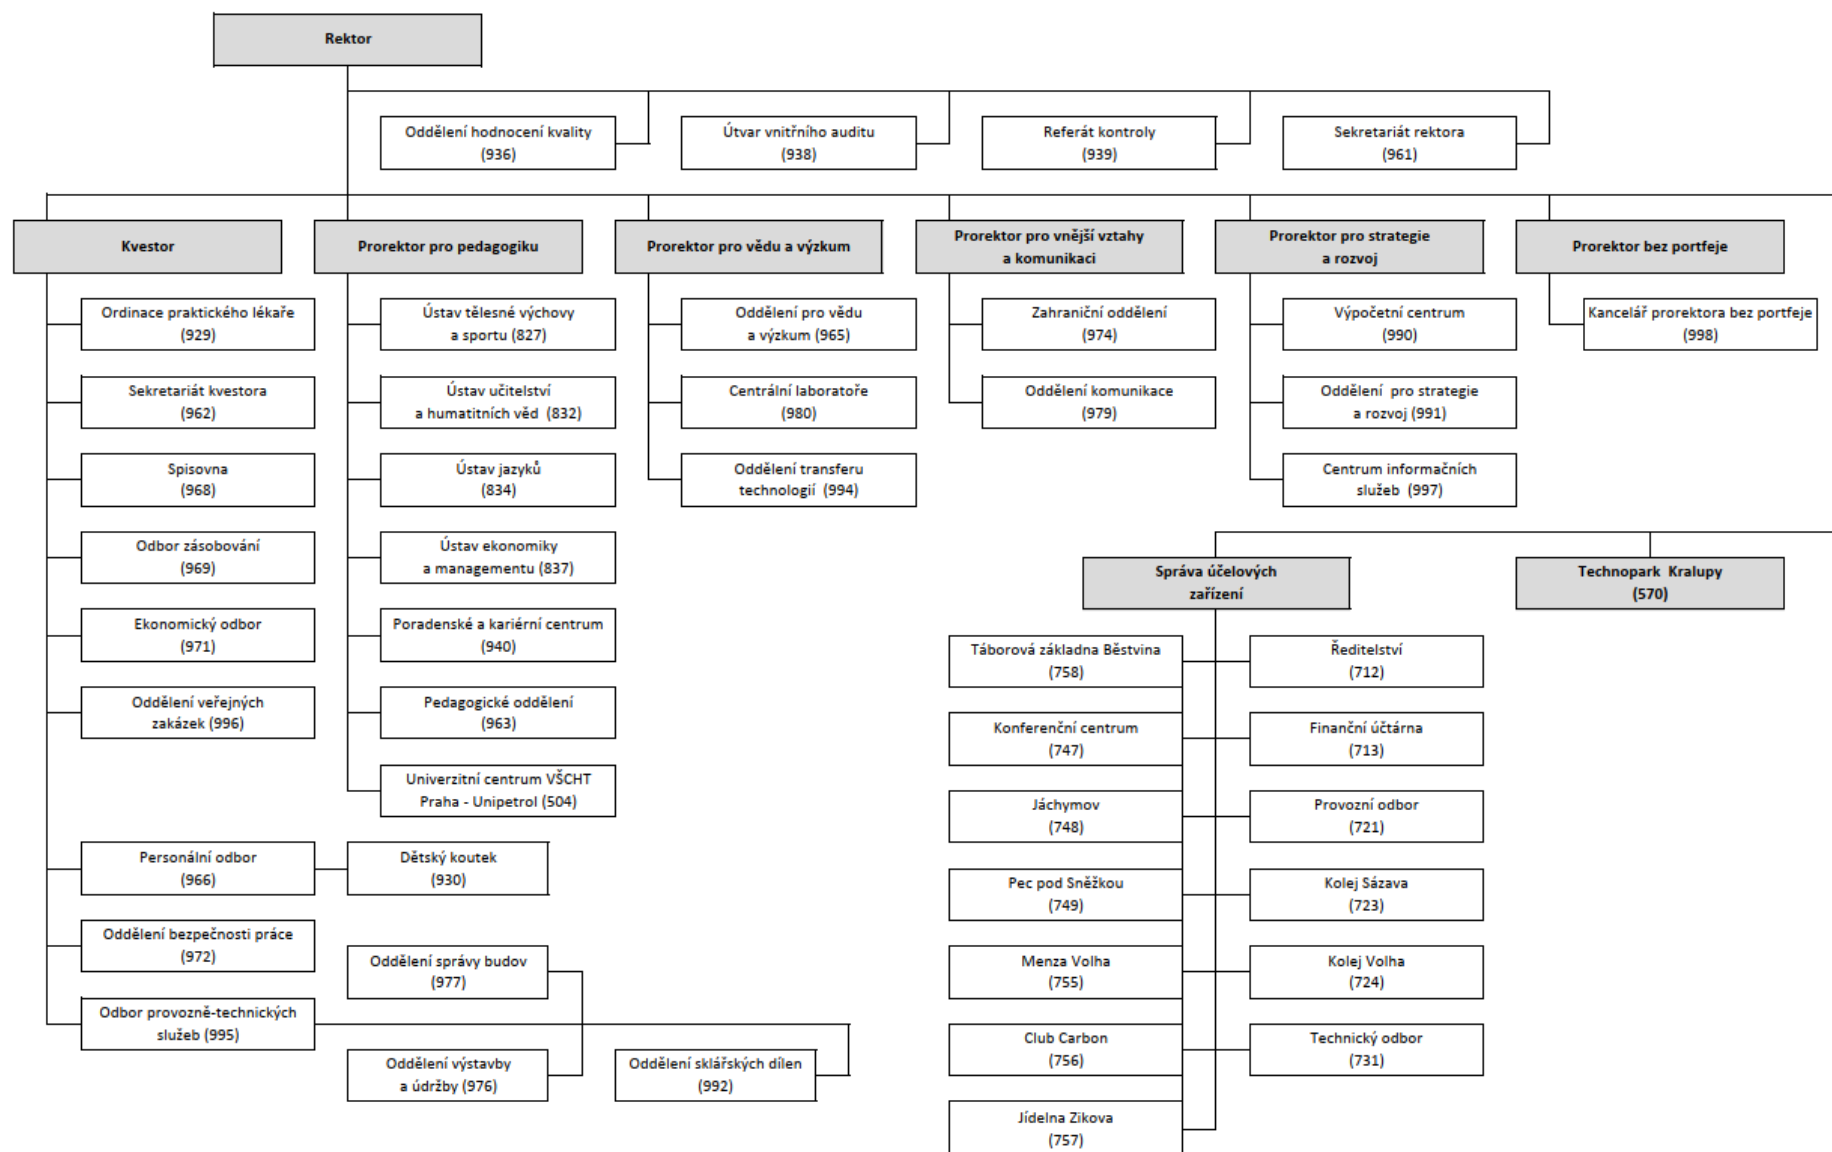 Rektor
Oddělení hodnocení kvality
(936)
Útvar vnitřního auditu
(938)
Referát kontroly
(939)
Sekretariát rektora
(961)
Kvestor
Prorektor pro pedagogiku
Prorektor pro vědu a výzkum
Prorektor pro vnější vztahy
a komunikaci
Prorektor pro strategie
a rozvoj
Prorektor bez portfeje
Ordinace praktického lékaře
(929)
Sekretariát kvestora
(962)
Spisovna
(968)
Odbor zásobování
(969)
Ekonomický odbor
(971)
Oddělení veřejných
zakázek (996)
Personální odbor
(966)
Dětský koutek
(930)
Oddělení bezpečnosti práce
(972)
Odbor provozně-technických
služeb (995)
Oddělení správy budov
(977)
Oddělení výstavby
a údržby (976)
Oddělení sklářských dílen
(992)
Ústav tělesné výchovy
a sportu (827)
Ústav učitelství
a humatitních věd (832)
Ústav jazyků
(834)
Ústav ekonomiky
a managementu (837)
Poradenské a kariérní centrum
(940)
Pedagogické oddělení
(963)
Univerzitní centrum VŠCHT
Praha - Unipetrol (504)
Oddělení pro vědu
a výzkum (965)
Centrální laboratoře
(980)
Oddělení transferu
technologií (994)
Zahraniční oddělení
(974)
Oddělení komunikace
(979)
Výpočetní centrum
(990)
Oddělení pro strategie
a rozvoj (991)
Centrum informačních
služeb (997)
Kancelář prorektora bez portfeje
(998)
Správa účelových
zařízení
Technopark Kralupy
(570)
Táborová základna Běstvina
(758)
Ředitelství
(712)
Konferenční centrum
(747)
Finanční účtárna
(713)
Jáchymov
(748)
Provozní odbor
(721)
Pec pod Sněžkou
(749)
Kolej Sázava
(723)
Menza Volha
(755)
Kolej Volha
(724)
Club Carbon
(756)
Technický odbor
(731)
Jídelna Zikova
(757)